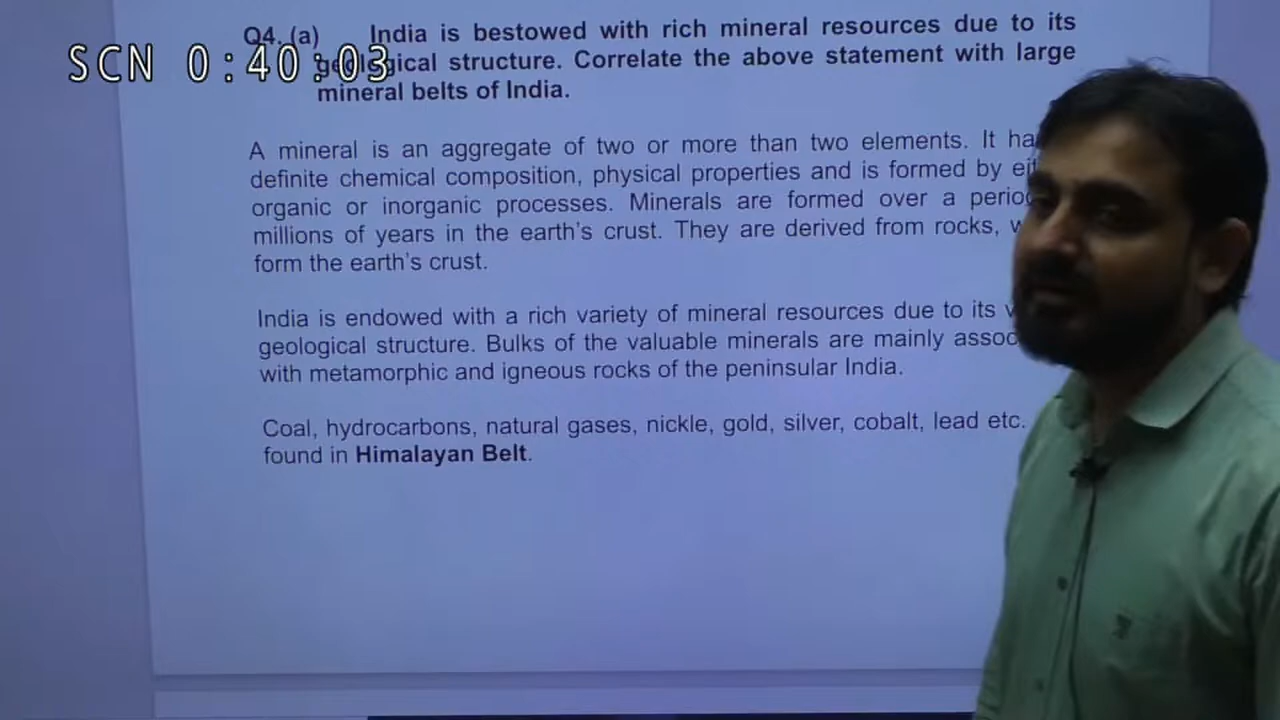 Q4. (a) India is bestowed with rich mineral resources due to its
SCN 0:40:03
geological structure. Correlate the above statement with large
mineral belts of India.
A mineral is an aggregate of two or more than two elements. It ha
definite chemical composition, physical properties and is formed by eit
organic or inorganic processes. Minerals are formed over a period
millions of years in the earth's crust. They are derived from rocks, w
form the earth's crust.
India is endowed with a rich variety of mineral resources due to its v
geological structure. Bulks of the valuable minerals are mainly assoc
with metamorphic and igneous rocks of the peninsular India.
Coal, hydrocarbons, natural gases, nickle, gold, silver, cobalt, lead etc.
found in Himalayan Belt.